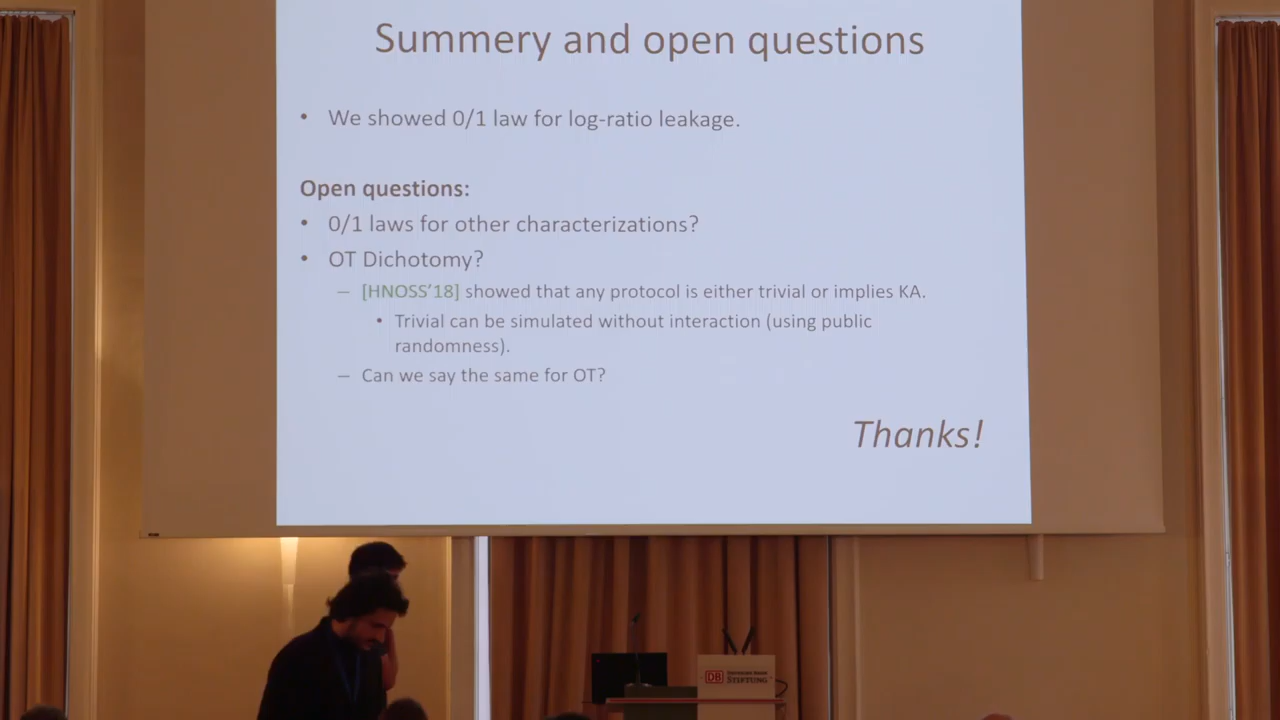 Summery and open questions
• We showed 0/1 law for log-ratio leakage.
Open questions:
• 0/1 laws for other characterizations?
• OT Dichotomy?
– [HNOSS'18] showed that any protocol is either trivial or implies KA.
• Trivial can be simulated without interaction (using public
randomness).
– Can we say the same for OT?
Thanks!
DB
DEUTSCHE BANK
STIFTUNG